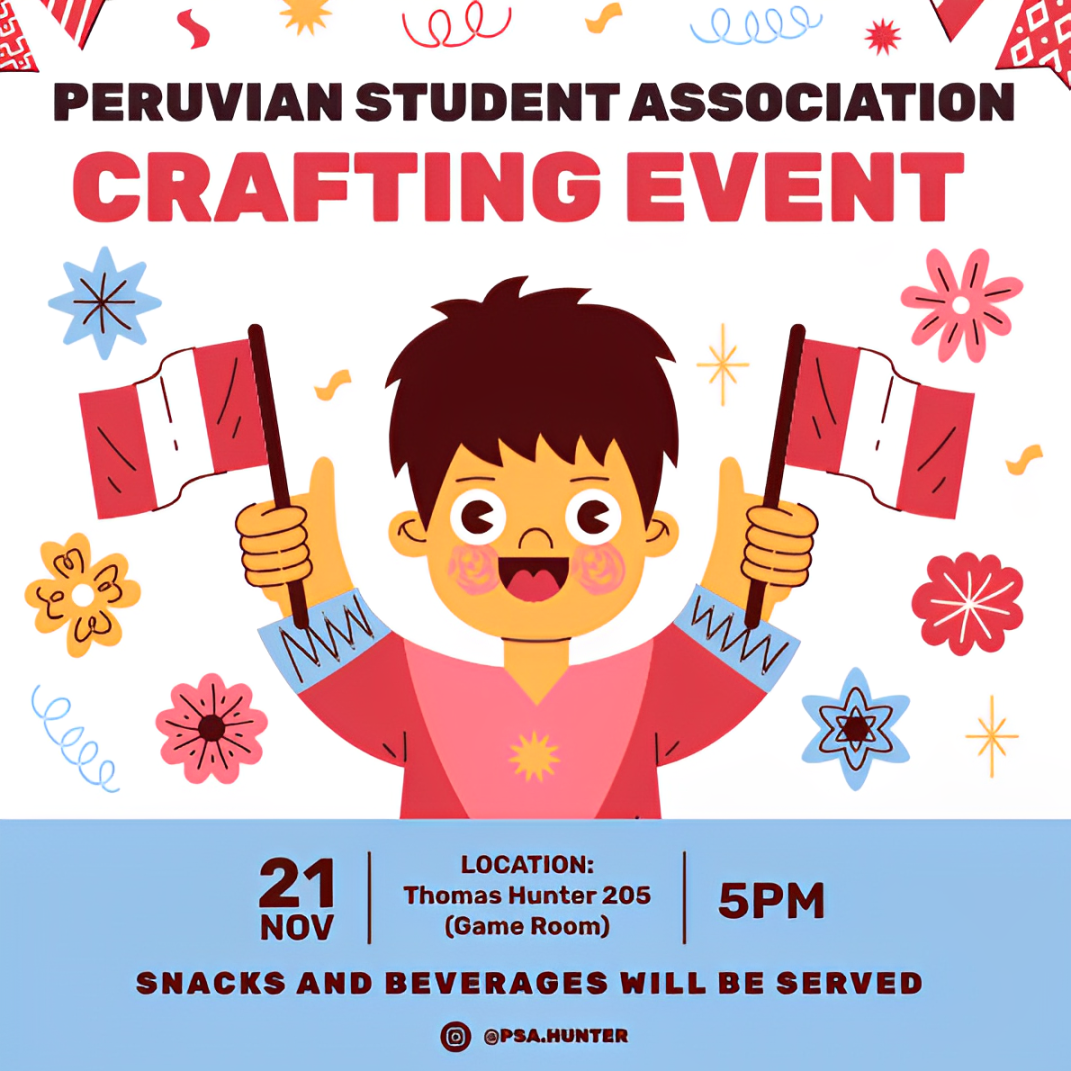 PERUVIAN STUDENT ASSOCIATION
CRAFTING EVENT
21
NOV
LOCATION:
Thomas Hunter 205
(Game Room)
5PM
SNACKS AND BEVERAGES WILL BE SERVED
@PSA.HUNTER